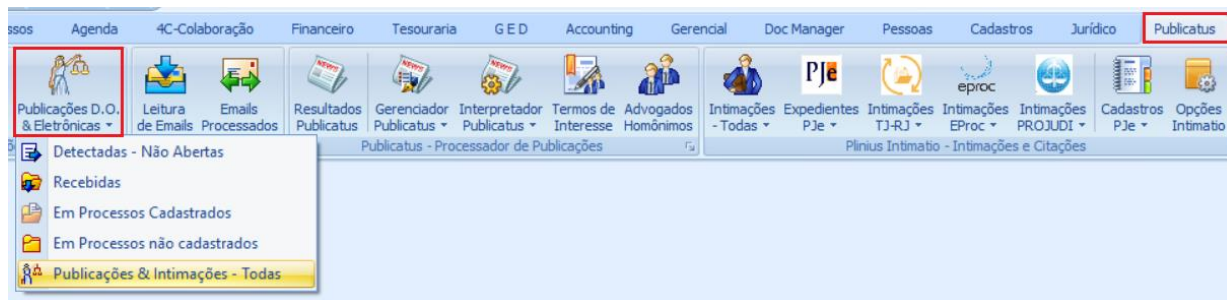 ssos Agenda 4C-Colaboração Financeiro Tesouraria G E D Accounting Gerencial Doc Manager Pessoas Cadastros Jurídico Publicatus
NEWS NEWS NEWS PJe eproc
Publicações D.O. Leitura Emails Resultados Gerenciador Interpretador Termos de Advogados Intimações Expedientes Intimações Intimações Intimações Cadastros Opções
& Eletrônicas de Emails Processados Publicatus Publicatus Publicatus Interesse Homônimos - Todas PJe TJ-RJ EProc PROJUDI PJe Intimatio
Publicatus - Processador de Publicações Plinius Intimatio - Intimações e Citações
Detectadas - Não Abertas
Recebidas
Em Processos Cadastrados
Em Processos não cadastrados
Publicações & Intimações - Todas